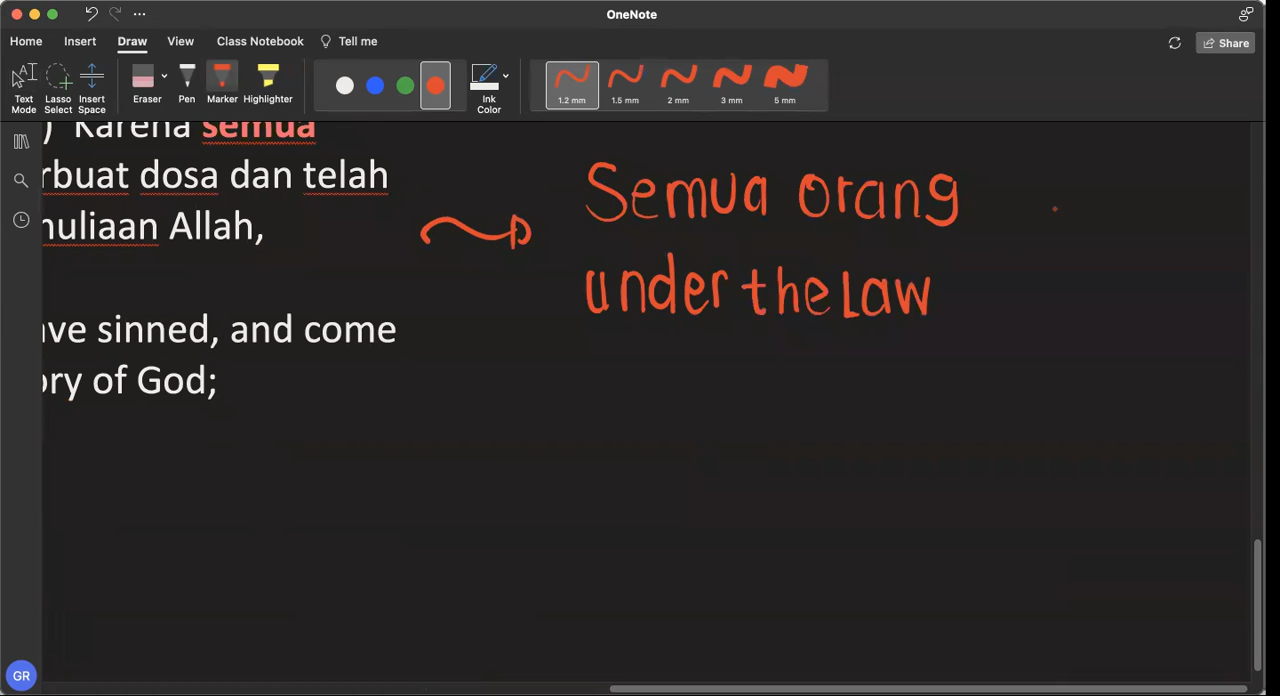 OneNote
Home Insert Draw View Class Notebook Tell me
Share
Text Mode
Lasso Select
Insert Space
Eraser
Pen
Marker
Highlighter
Ink Color
1.2 mm
1.5 mm
2 mm
3 mm
5 mm
) Karena semua
rbuat dosa dan telah
nuliaan Allah,
ve sinned, and come
ory of God;
Semua orang
under the Law
GR